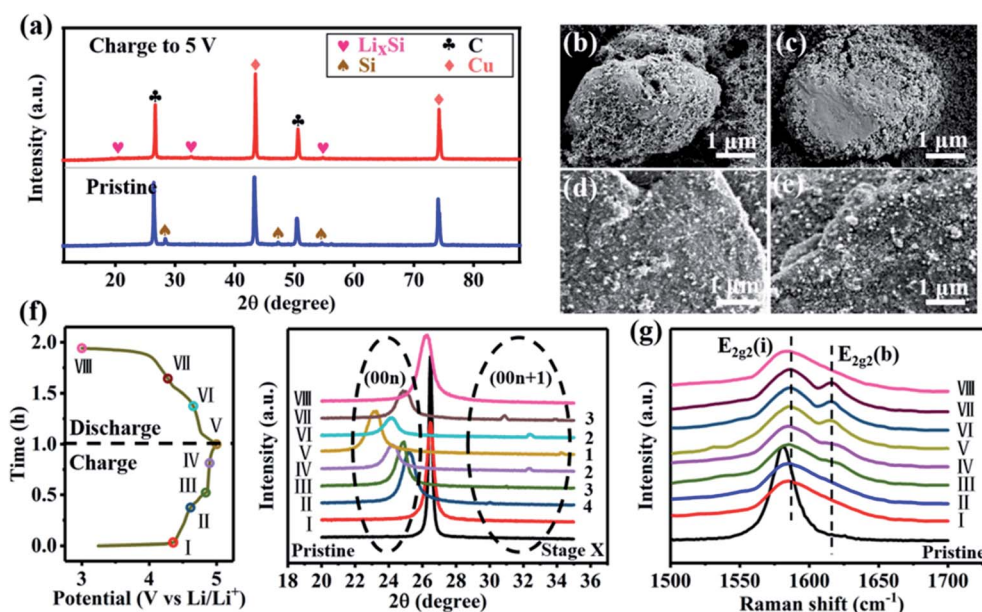 (a)
Charge to 5 V
♥ LiₓSi ♣ C
♠ Si ♦ Cu
Pristine
Intensity (a.u.)
20 30 40 50 60 70 80
2θ (degree)
(b)
1 μm
(c)
1 μm
(d)
1 μm
(e)
1 μm
(f)
2.0
1.5
1.0
0.5
0.0
Time (h)
Discharge
Charge
VIII
VII
VI
V
IV
III
II
I
3 4 5
Potential (V vs Li/Li⁺)
Intensity (a.u.)
(00n)
(00n+1)
VIII
VII 3
VI 2
V 1
IV 2
III 3
II 4
I
Pristine Stage X
18 20 22 24 26 28 30 32 34 36
2θ (degree)
(g)
E2g2(i)
E2g2(b)
Intensity (a.u.)
VIII
VII
VI
V
IV
III
II
I
Pristine
1500 1550 1600 1650 1700
Raman shift (cm⁻¹)